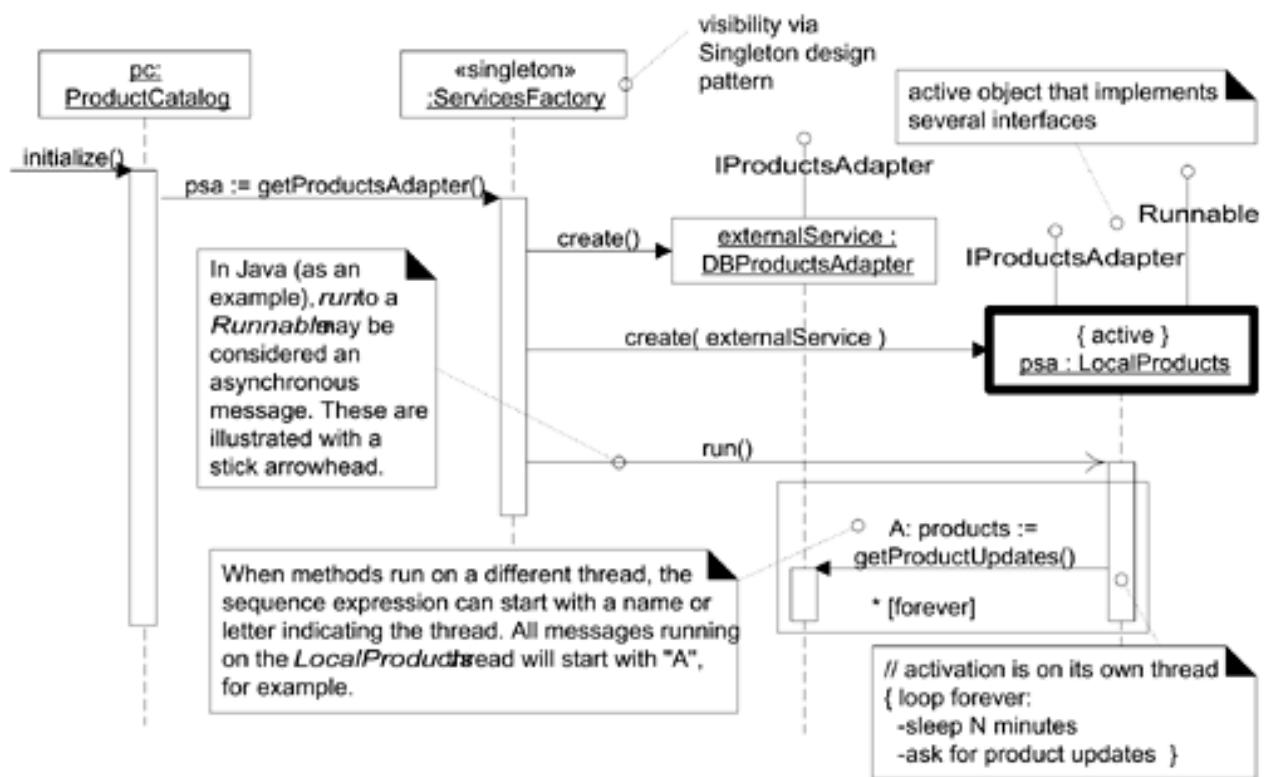 visibility via
Singleton design
pattern
pc:
ProductCatalog
«singleton»
:ServicesFactory
active object that implements
several interfaces
initialize()
psa := getProductsAdapter()
IProductsAdapter
Runnable
IProductsAdapter
create()
externalService :
DBProductsAdapter
In Java (as an
example), run to a
Runnable may be
considered an
asynchronous
message. These are
illustrated with a
stick arrowhead.
create( externalService )
{ active }
psa : LocalProducts
run()
A: products :=
getProductUpdates()
* [forever]
When methods run on a different thread, the
sequence expression can start with a name or
letter indicating the thread. All messages running
on the LocalProducts thread will start with "A",
for example.
// activation is on its own thread
{ loop forever:
-sleep N minutes
-ask for product updates }